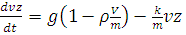 dvz/dt = g(1 − ρ V/m) − k/m vz